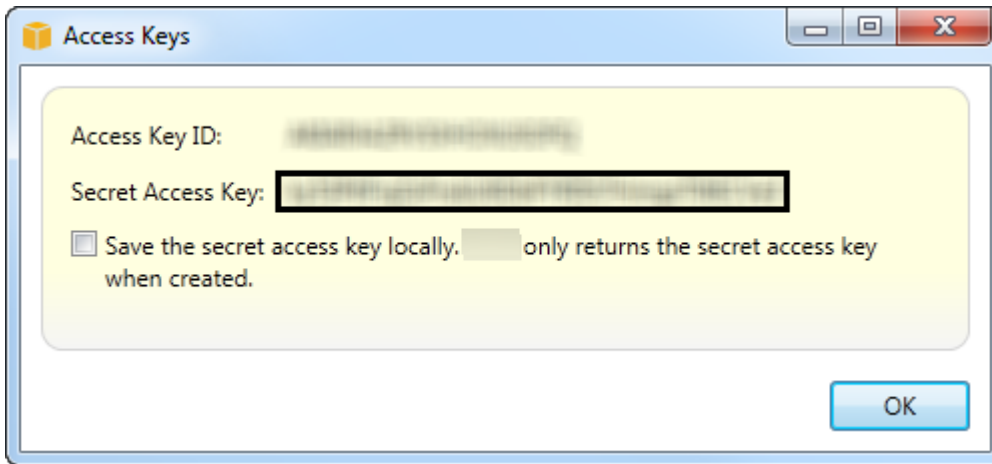 Access Keys
Access Key ID:
Secret Access Key:
Save the secret access key locally. only returns the secret access key
when created.
OK